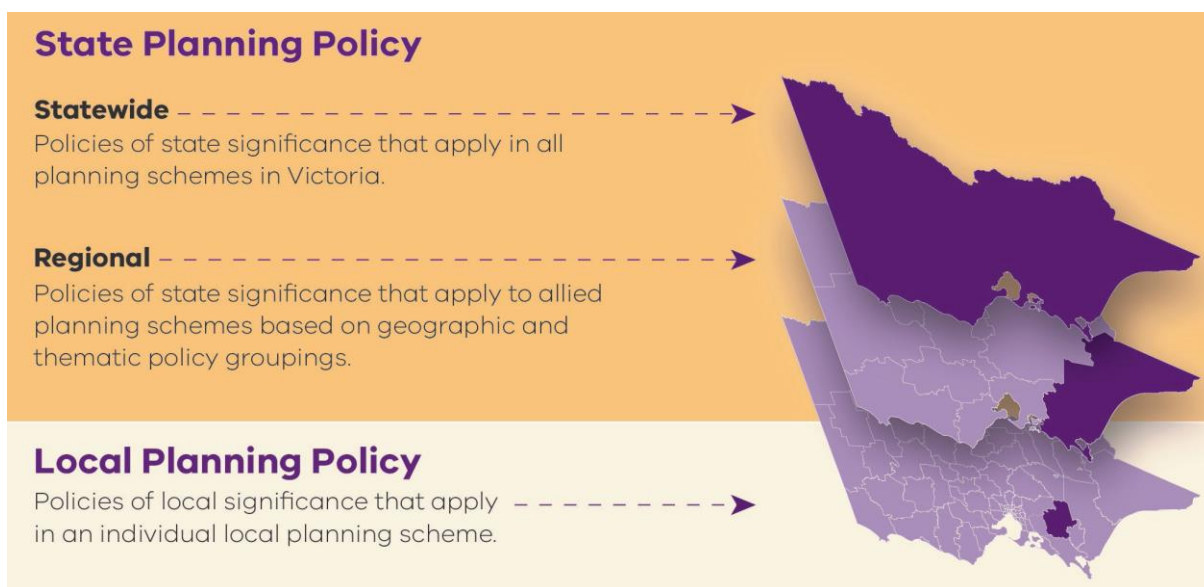 State Planning Policy
Statewide
Policies of state significance that apply in all
planning schemes in Victoria.
Regional
Policies of state significance that apply to allied
planning schemes based on geographic and
thematic policy groupings.
Local Planning Policy
Policies of local significance that apply
in an individual local planning scheme.